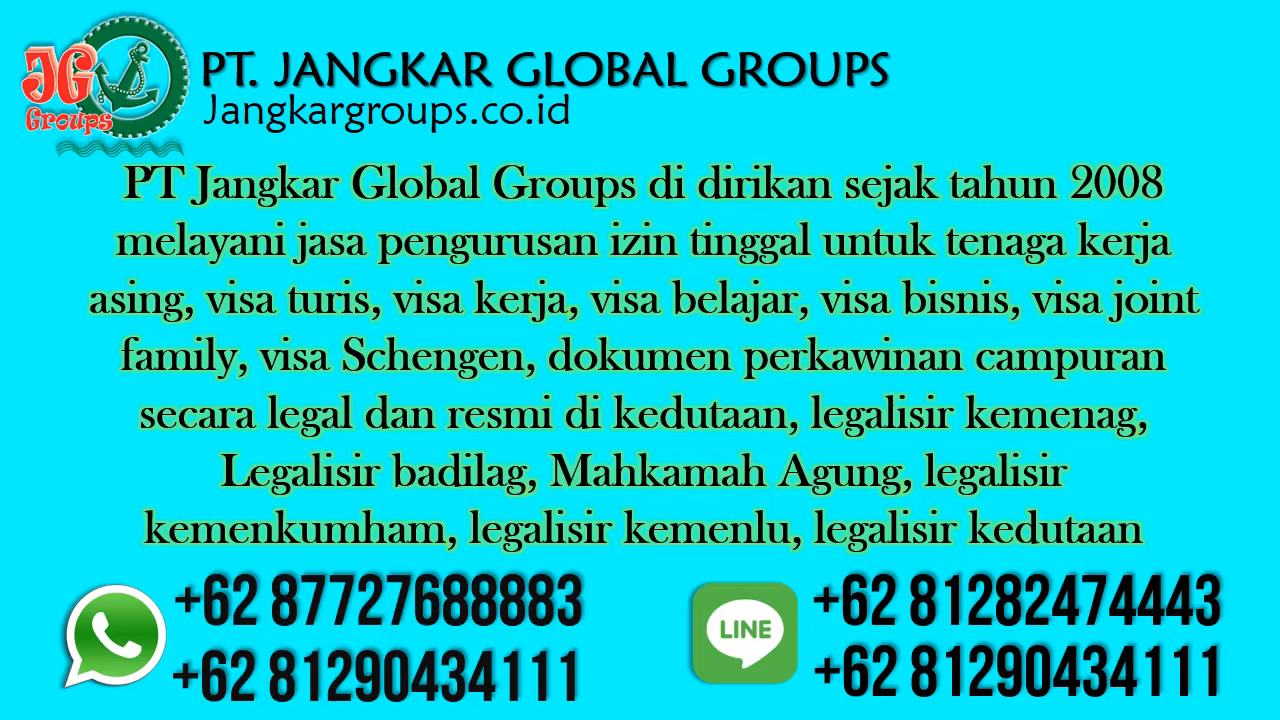 JG
Groups
PT. JANGKAR GLOBAL GROUPS
Jangkargroups.co.id
PT Jangkar Global Groups di dirikan sejak tahun 2008
melayani jasa pengurusan izin tinggal untuk tenaga kerja
asing, visa turis, visa kerja, visa belajar, visa bisnis, visa joint
family, visa Schengen, dokumen perkawinan campuran
secara legal dan resmi di kedutaan, legalisir kemenag,
Legalisir badilag, Mahkamah Agung, legalisir
kemenkumham, legalisir kemenlu, legalisir kedutaan
+62 87727688883
+62 81290434111
LINE
+62 81282474443
+62 81290434111